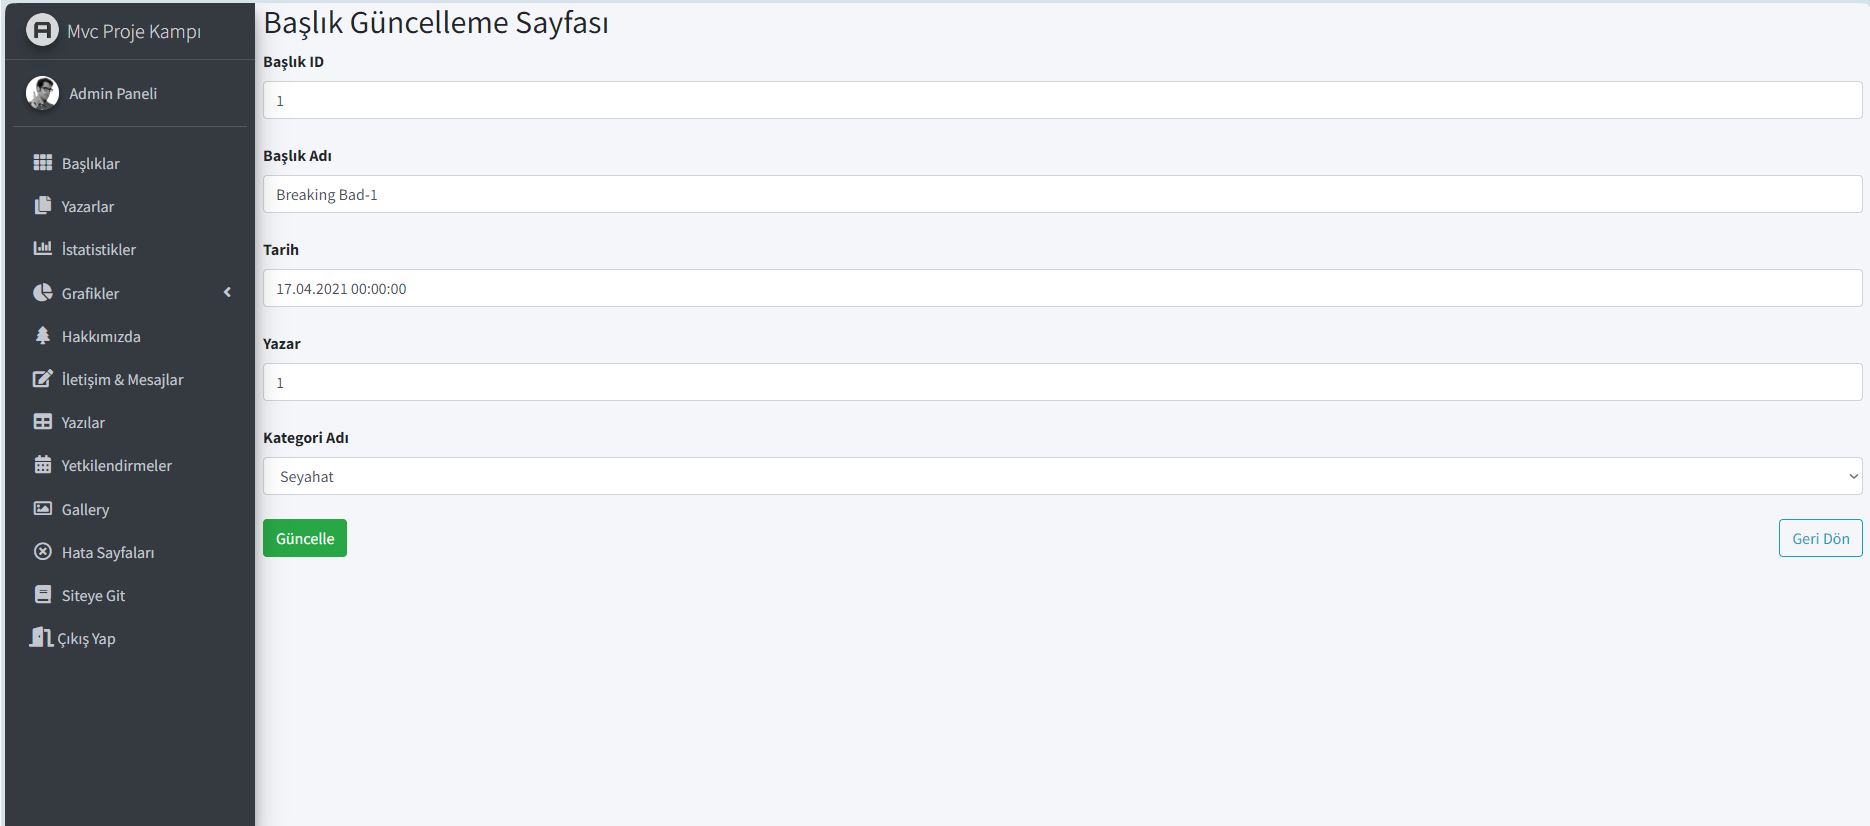 Mvc Proje Kampı
Admin Paneli
Başlıklar
Yazarlar
İstatistikler
Grafikler
Hakkımızda
İletişim & Mesajlar
Yazılar
Yetkilendirmeler
Gallery
Hata Sayfaları
Siteye Git
Çıkış Yap
Başlık Güncelleme Sayfası
Başlık ID
1
Başlık Adı
Breaking Bad-1
Tarih
17.04.2021 00:00:00
Yazar
1
Kategori Adı
Seyahat
Güncelle
Geri Dön